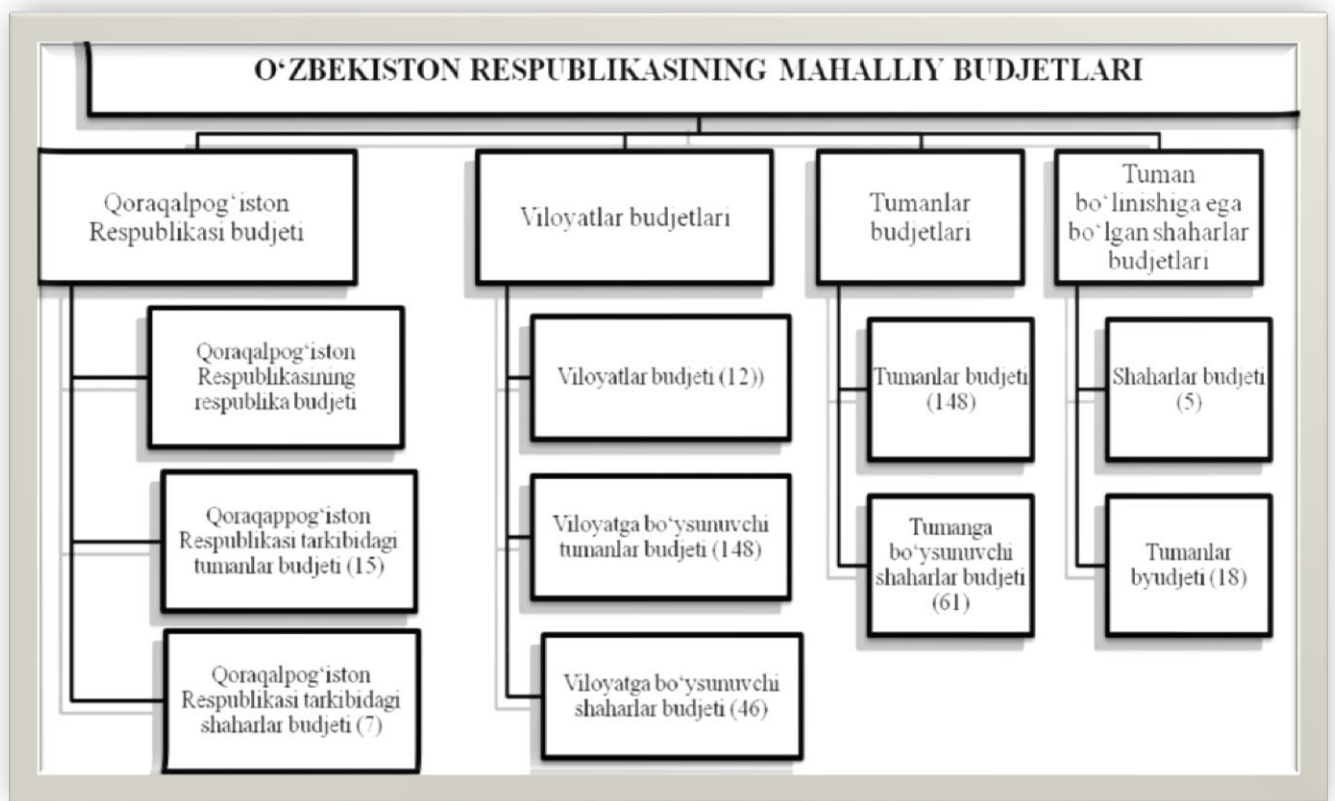 O‘ZBEKISTON RESPUBLIKASINING MAHALLIY BUDJETLARI
Qoraqalpog‘iston
Respublikasi budjeti
Qoraqalpog‘iston
Respublikasining
respublika budjeti
Qoraqappog‘iston
Respublikasi tarkibidagi
tumanlar budjeti (15)
Qoraqalpog‘iston
Respublikasi tarkibidagi
shaharlar budjeti (7)
Viloyatlar budjetlari
Viloyatlar budjeti (12))
Viloyatga bo‘ysunuvchi
tumanlar budjeti (148)
Viloyatga bo‘ysunuvchi
shaharlar budjeti (46)
Tumanlar
budjetlari
Tumanlar budjeti
(148)
Tumanga
bo‘ysunuvchi
shaharlar budjeti
(61)
Tuman
bo‘linishiga ega
bo‘lgan shaharlar
budjetlari
Shaharlar budjeti
(5)
Tumanlar
byudjeti (18)